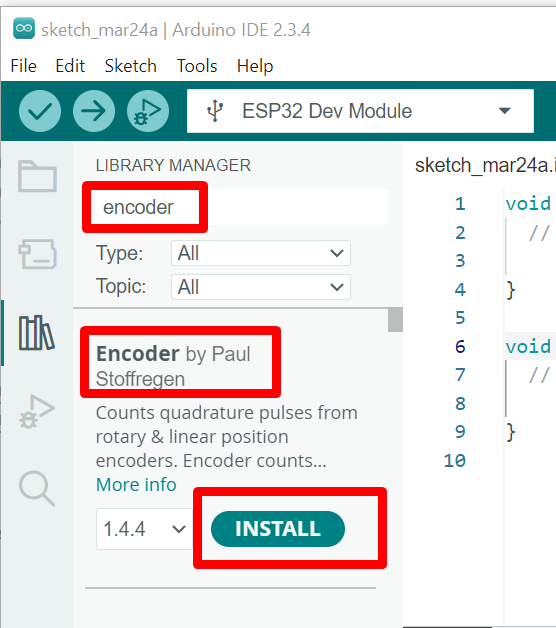 sketch_mar24a | Arduino IDE 2.3.4
File Edit Sketch Tools Help
ESP32 Dev Module
LIBRARY MANAGER
encoder
Type: All
Topic: All
Encoder by Paul
Stoffregen
Counts quadrature pulses from
rotary & linear position
encoders. Encoder counts...
More info
1.4.4
INSTALL
sketch_mar24a.i
1 void
2 //
3
4 }
5
6 void
7 //
8
9 }
10